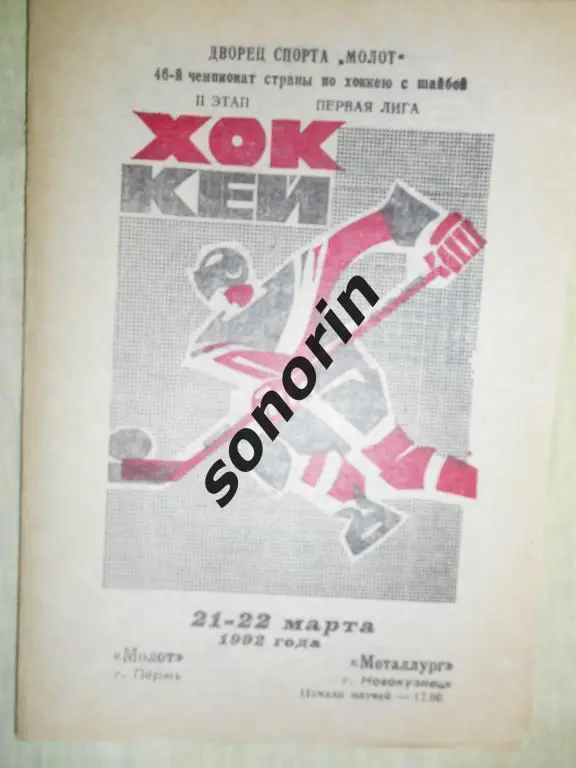 ДВОРЕЦ СПОРТА „МОЛОТ"
46-й чемпионат страны по хоккею с шайбой
II ЭТАП ПЕРВАЯ ЛИГА
ХОК
КЕЙ
sonorin
21-22 марта
1992 года
«Молот» «Металлург»
г. Пермь г. Новокузнецк
Начало матчей — 17.00